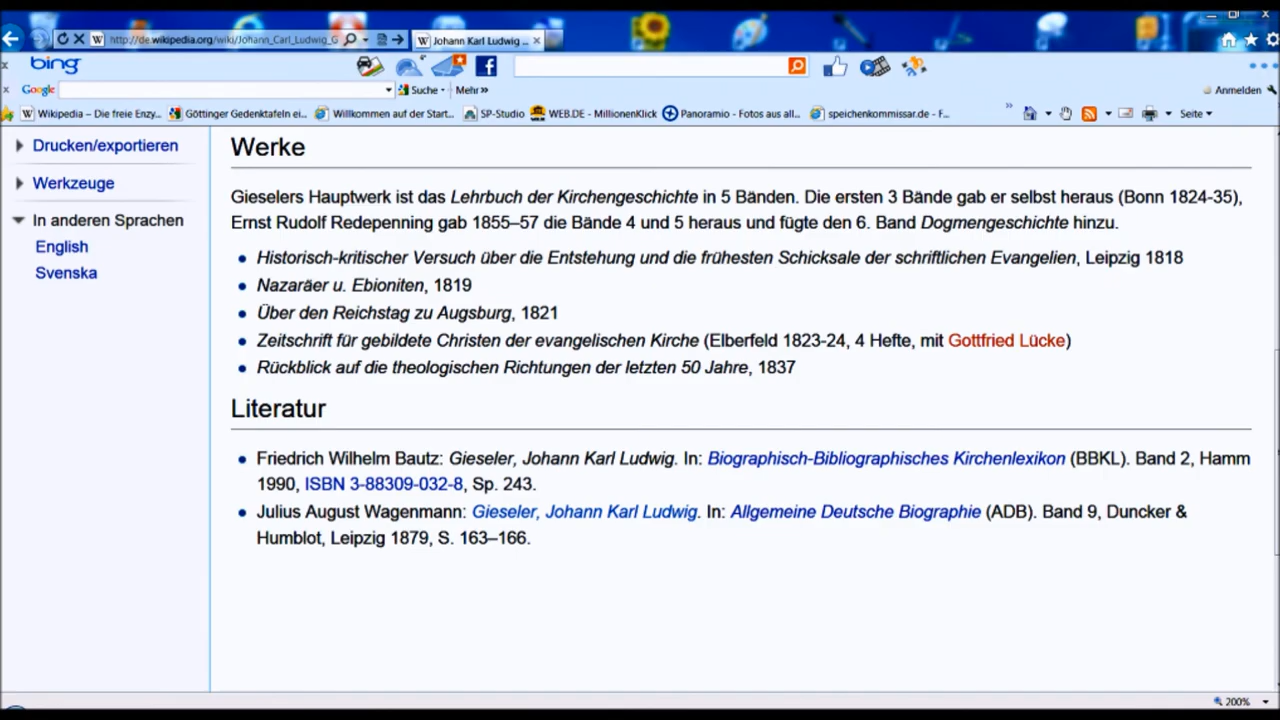 http://de.wikipedia.org/wiki/Johann_Carl_Ludwig_G
W Johann Karl Ludwig ...
bing
Google Suche Mehr » Anmelden
Wikipedia – Die freie Enzy... Göttinger Gedenktafeln ei... Willkommen auf der Start... SP-Studio WEB.DE - MillionenKlick Panoramio - Fotos aus all... speichenkommissar.de - F... » Seite
Drucken/exportieren
Werkzeuge
In anderen Sprachen
English
Svenska
Werke
Gieselers Hauptwerk ist das Lehrbuch der Kirchengeschichte in 5 Bänden. Die ersten 3 Bände gab er selbst heraus (Bonn 1824-35),
Ernst Rudolf Redepenning gab 1855–57 die Bände 4 und 5 heraus und fügte den 6. Band Dogmengeschichte hinzu.
Historisch-kritischer Versuch über die Entstehung und die frühesten Schicksale der schriftlichen Evangelien, Leipzig 1818
Nazaräer u. Ebioniten, 1819
Über den Reichstag zu Augsburg, 1821
Zeitschrift für gebildete Christen der evangelischen Kirche (Elberfeld 1823-24, 4 Hefte, mit Gottfried Lücke)
Rückblick auf die theologischen Richtungen der letzten 50 Jahre, 1837
Literatur
Friedrich Wilhelm Bautz: Gieseler, Johann Karl Ludwig. In: Biographisch-Bibliographisches Kirchenlexikon (BBKL). Band 2, Hamm
1990, ISBN 3-88309-032-8, Sp. 243.
Julius August Wagenmann: Gieseler, Johann Karl Ludwig. In: Allgemeine Deutsche Biographie (ADB). Band 9, Duncker &
Humblot, Leipzig 1879, S. 163–166.
200%